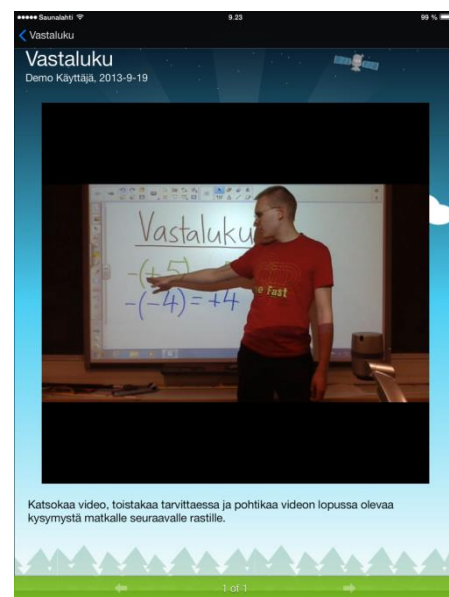 Saunalahti
9.23
99 %
Vastaluku
Vastaluku
Demo Käyttäjä, 2013-9-19
Vastaluku
-(+5)
-(-4) = +4
e Fast
Katsokaa video, toistakaa tarvittaessa ja pohtikaa videon lopussa olevaa
kysymystä matkalle seuraavalle rastille.
1 of 1